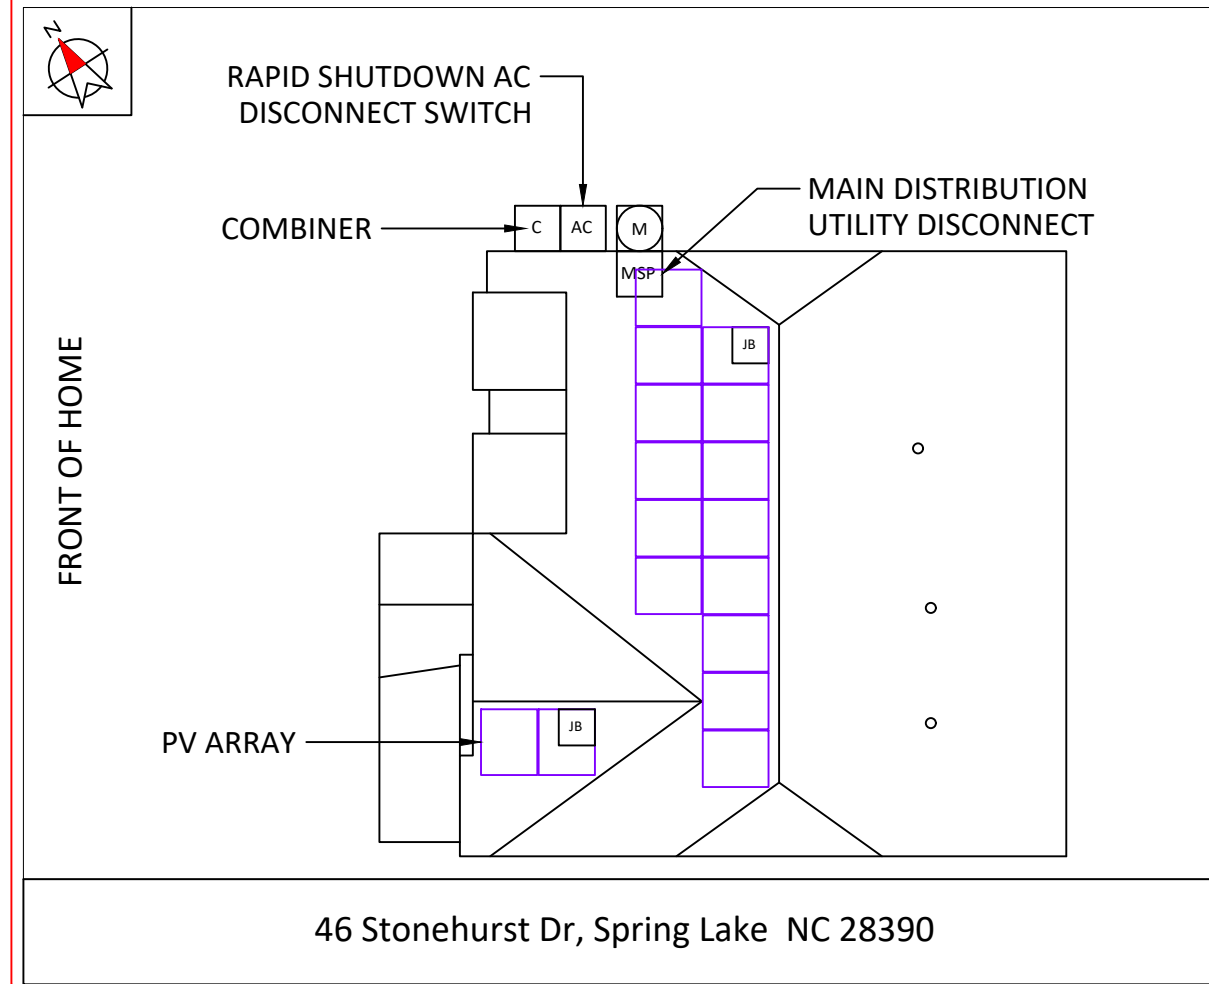 N
RAPID SHUTDOWN AC
DISCONNECT SWITCH
MAIN DISTRIBUTION
UTILITY DISCONNECT
COMBINER
C
AC
M
MSP
JB
FRONT OF HOME
JB
PV ARRAY
46 Stonehurst Dr, Spring Lake  NC 28390